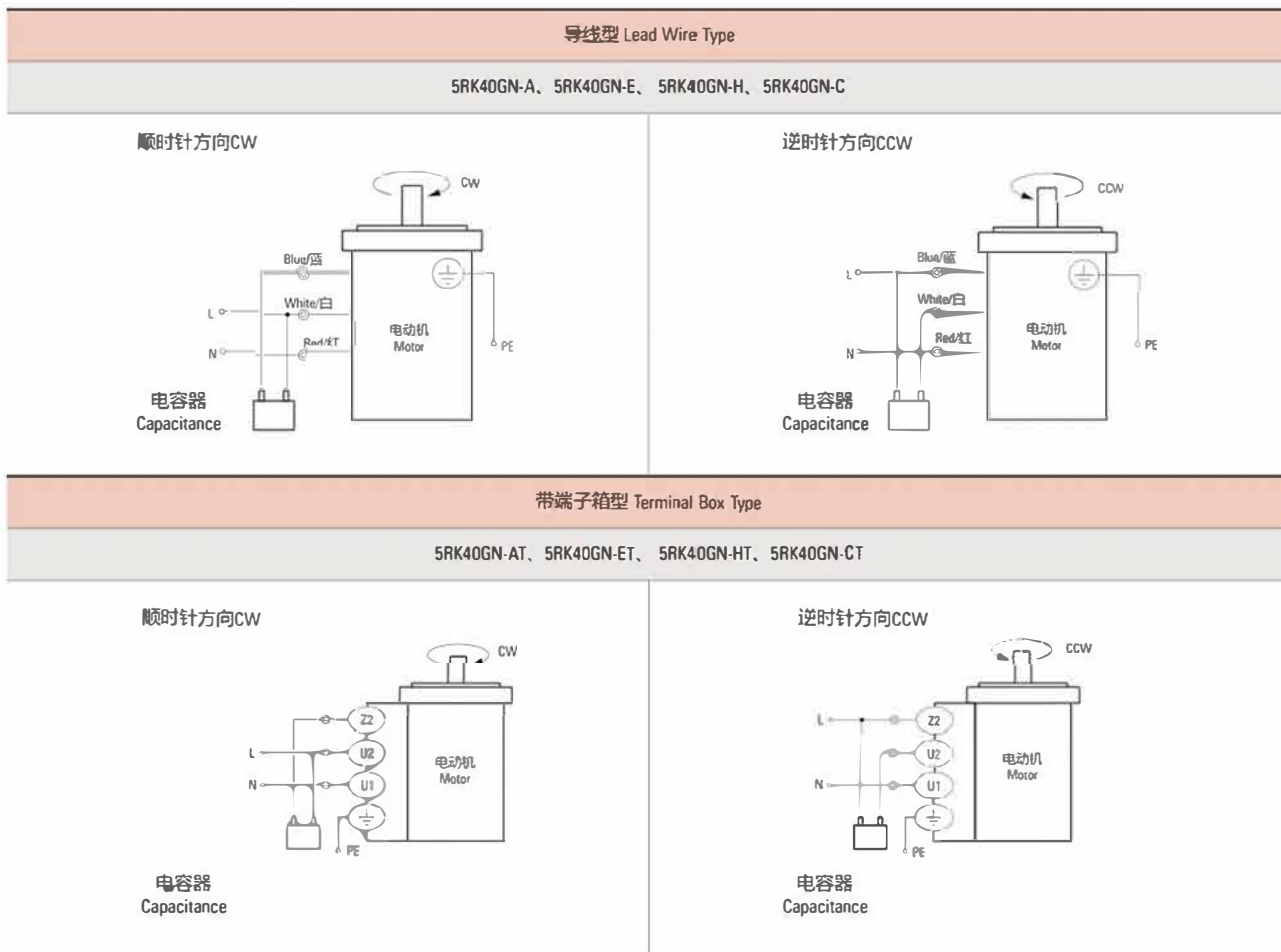 导线型 Lead Wire Type
5RK40GN-A、5RK40GN-E、 5RK40GN-H、5RK40GN-C
顺时针方向CW
CW
Blue/蓝
L
White/白
N
Red/红
电动机
Motor
PE
电容器
Capacitance
逆时针方向CCW
CCW
Blue/蓝
L
White/白
N
Red/红
电动机
Motor
PE
电容器
Capacitance
带端子箱型 Terminal Box Type
5RK40GN-AT、5RK40GN-ET、 5RK40GN-HT、5RK40GN-CT
顺时针方向CW
CW
Z2
L
U2
N
U1
电动机
Motor
PE
电容器
Capacitance
逆时针方向CCW
CCW
L
Z2
U2
N
U1
电动机
Motor
PE
电容器
Capacitance